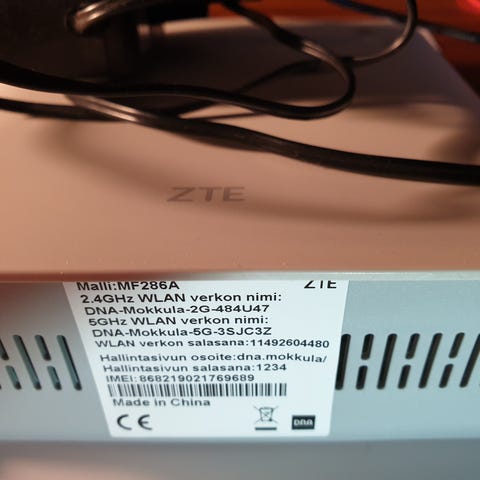 ZTE
Malli:MF286A ZTE
2.4GHz WLAN verkon nimi:
DNA-Mokkula-2G-484U47
5GHz WLAN verkon nimi:
DNA-Mokkula-5G-3SJC3Z
WLAN verkon salasana:11492604480
Hallintasivun osoite:dna.mokkula/
Hallintasivun salasana:1234
IMEI:868219021769689
Made in China
CE DNA